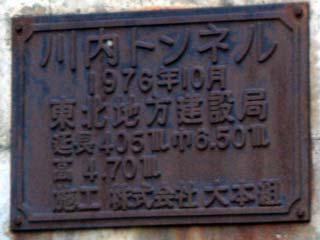 川内トンネル
1976年10月
東北地方建設局
延長405m巾6.50m
高4.70m
施工 株式会社大本組